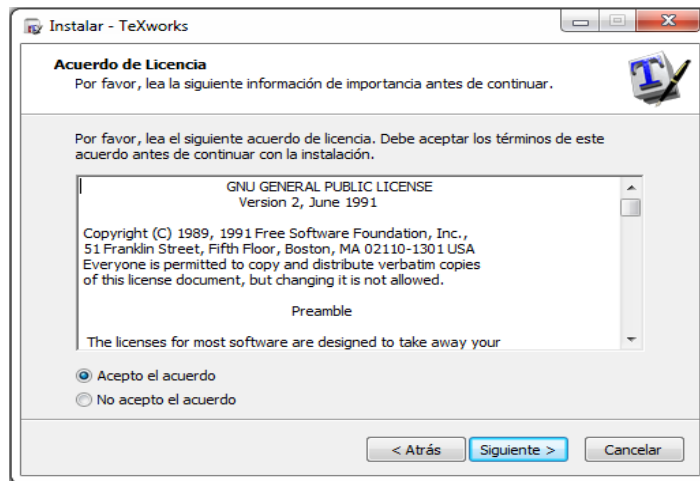 Instalar - TeXworks
Acuerdo de Licencia
Por favor, lea la siguiente información de importancia antes de continuar.
Por favor, lea el siguiente acuerdo de licencia. Debe aceptar los términos de este
acuerdo antes de continuar con la instalación.
GNU GENERAL PUBLIC LICENSE
Version 2, June 1991
Copyright (C) 1989, 1991 Free Software Foundation, Inc.,
51 Franklin Street, Fifth Floor, Boston, MA 02110-1301 USA
Everyone is permitted to copy and distribute verbatim copies
of this license document, but changing it is not allowed.
Preamble
The licenses for most software are designed to take away your
Acepto el acuerdo
No acepto el acuerdo
< Atrás Siguiente > Cancelar